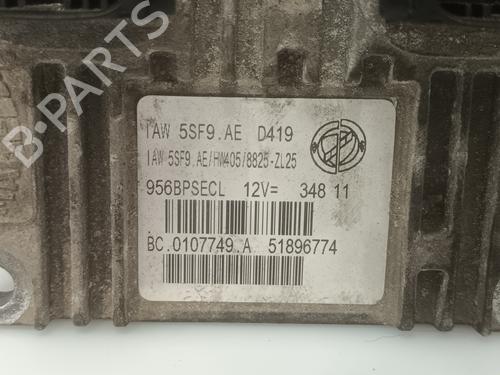 B-PARTS
IAW 5SF9.AE D419
IAW 5SF9.AE/HW405/8825-ZL25
956BPSECL 12V= 348 11
BC.0107749.A 51896774